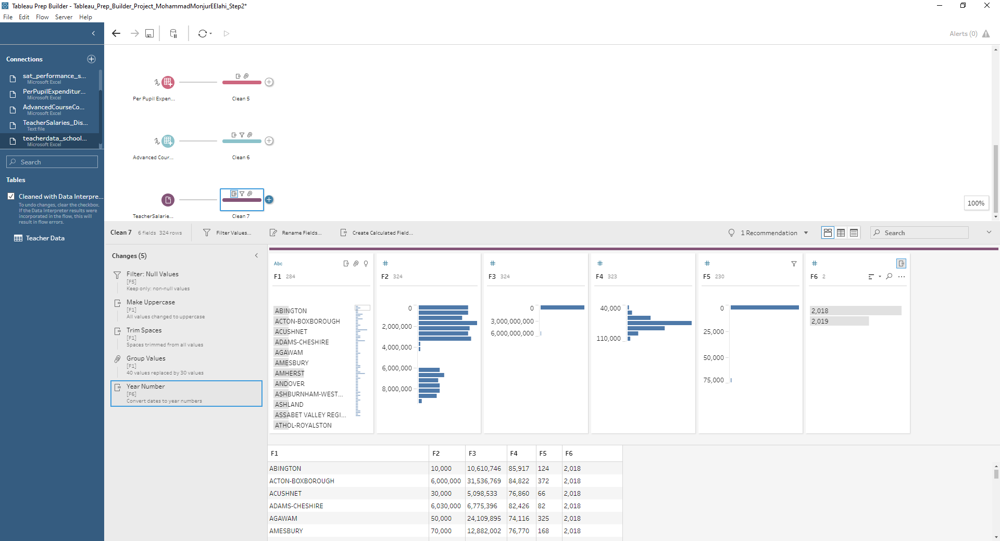 Tableau Prep Builder - Tableau_Prep_Builder_Project_MohammadMonjurEElahi_Step2*
File Edit Flow Server Help
Alerts (0)
Connections
sat_performance_s...
Microsoft Excel
PerPupilExpenditur...
Microsoft Excel
AdvancedCourseCo...
Microsoft Excel
TeacherSalaries_Dis...
Text file
teacherdata_school...
Microsoft Excel
Search
Tables
Cleaned with Data Interpre...
To undo changes, clear the checkbox.
If the Data Interpreter results were
incorporated in the flow, this will
result in flow errors.
Teacher Data
Per Pupil Expen...
Clean 5
Advanced Cour...
Clean 6
TeacherSalarie...
Clean 7
100%
Clean 7 6 fields 324 rows Filter Values... Rename Fields... Create Calculated Field... 1 Recommendation Search
Changes (5)
Filter: Null Values
[F5]
Keep only: non-null values
Make Uppercase
[F1]
All values changed to uppercase
Trim Spaces
[F1]
Spaces trimmed from all values
Group Values
[F1]
40 values replaced by 30 values
Year Number
[F6]
Convert dates to year numbers
Abc
F1 284
ABINGTON
ACTON-BOXBOROUGH
ACUSHNET
ADAMS-CHESHIRE
AGAWAM
AMESBURY
AMHERST
ANDOVER
ASHBURNHAM-WEST...
ASHLAND
ASSABET VALLEY REGI...
ATHOL-ROYALSTON
#
F2 324
0
2,000,000
4,000,000
6,000,000
8,000,000
#
F3 324
0
3,000,000,000
6,000,000,000
#
F4 323
40,000
110,000
#
F5 230
0
25,000
50,000
75,000
#
F6 2
2,018
2,019
F1 F2 F3 F4 F5 F6
ABINGTON 10,000 10,610,746 85,917 124 2,018
ACTON-BOXBOROUGH 6,000,000 31,536,769 84,822 372 2,018
ACUSHNET 30,000 5,098,533 76,860 66 2,018
ADAMS-CHESHIRE 6,030,000 6,775,396 82,426 82 2,018
AGAWAM 50,000 24,109,895 74,116 325 2,018
AMESBURY 70,000 12,882,002 76,770 168 2,018